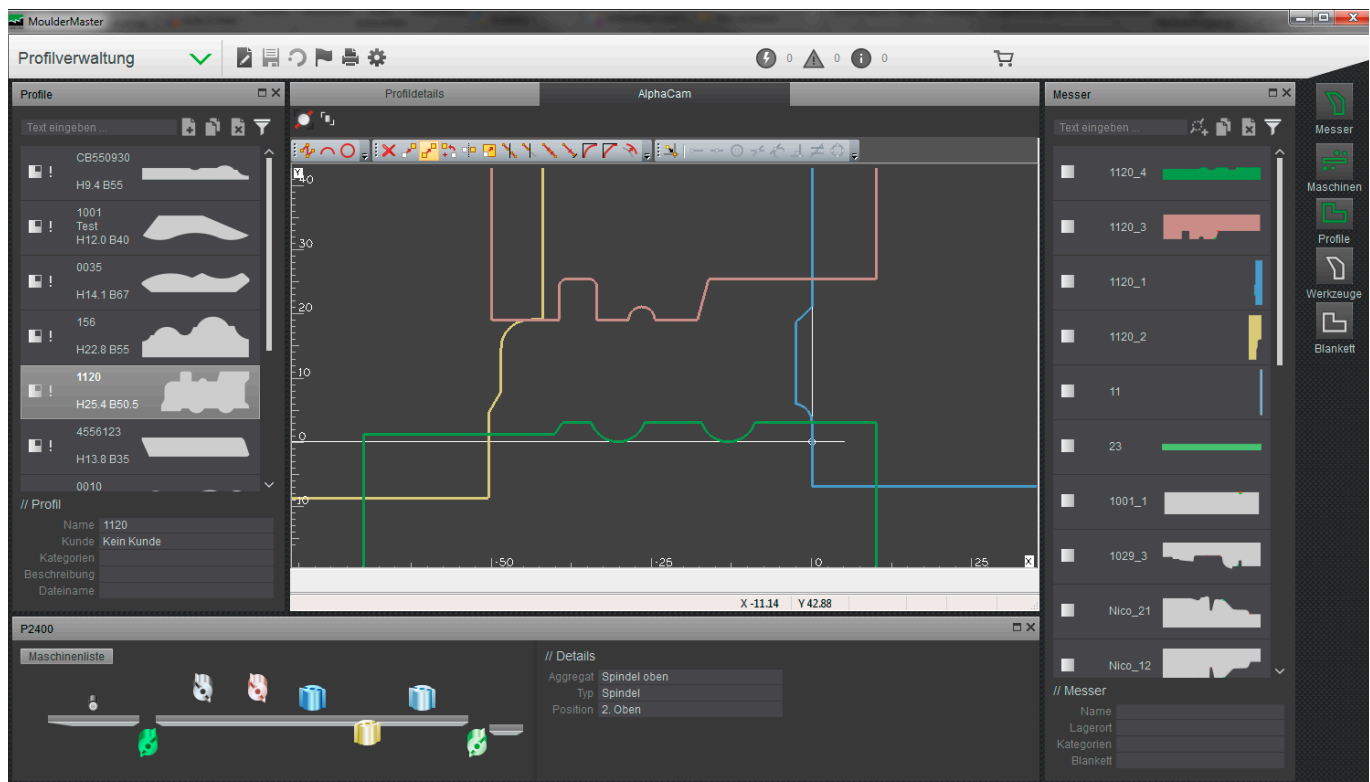 MoulderMaster
Profilverwaltung
0
0
0
Profile
Text eingeben ...
CB550930
H9.4 B55
1001
Test
H12.0 B40
0035
H14.1 B67
156
H22.8 B55
1120
H25.4 B50.5
4556123
H13.8 B35
0010
// Profil
Name 1120
Kunde Kein Kunde
Kategorien
Beschreibung
Dateiname
Profildetails
AlphaCam
Y
40
30
20
10
0
-10
-50
-25
0
25
X
X -11.14 Y 42.88
Messer
Text eingeben ...
1120_4
1120_3
1120_1
1120_2
11
23
1001_1
1029_3
Nico_21
Nico_12
// Messer
Name
Lagerort
Kategorien
Blankett
Messer
Maschinen
Profile
Werkzeuge
Blankett
P2400
Maschinenliste
// Details
Aggregat Spindel oben
Typ Spindel
Position 2. Oben